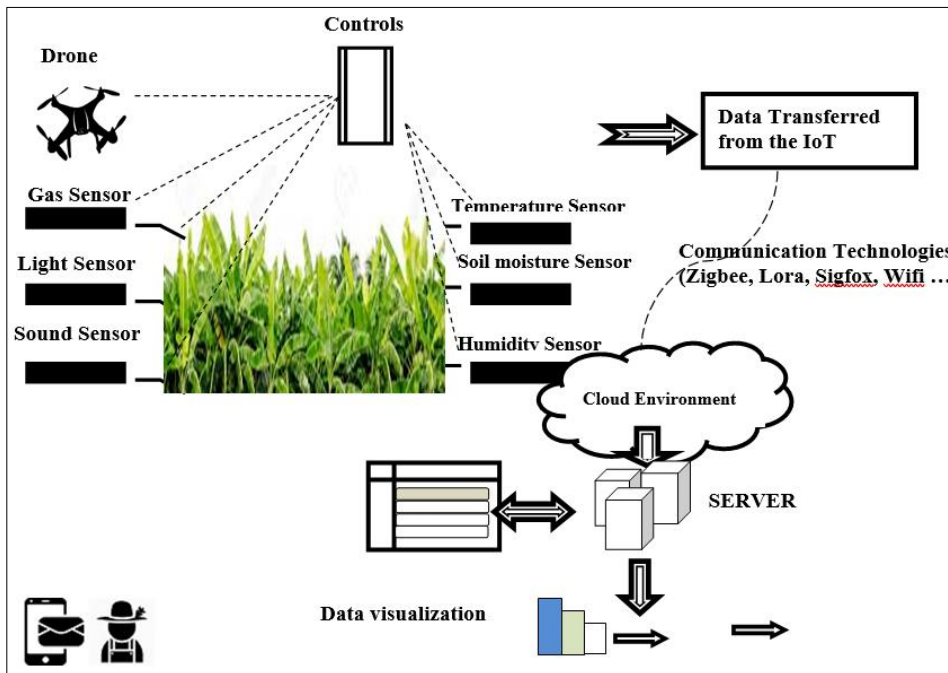 Controls
Drone
Data Transferred
from the IoT
Gas Sensor
Temperature Sensor
Light Sensor
Soil moisture Sensor
Communication Technologies
(Zigbee, Lora, Sigfox, Wifi …
Sound Sensor
Humidity Sensor
Cloud Environment
SERVER
Data visualization